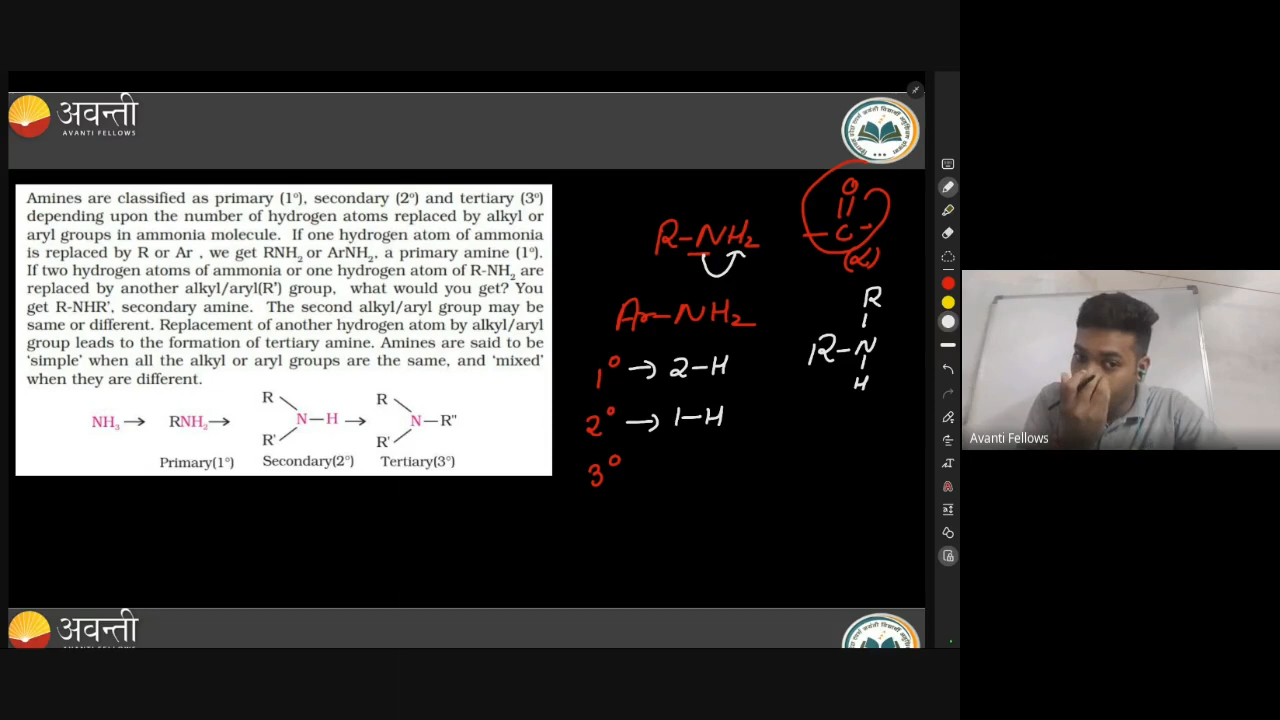 अवन्ती
AVANTI FELLOWS
Amines are classified as primary (1°), secondary (2°) and tertiary (3°)
depending upon the number of hydrogen atoms replaced by alkyl or
aryl groups in ammonia molecule. If one hydrogen atom of ammonia
is replaced by R or Ar , we get RNH₂ or ArNH₂, a primary amine (1°).
If two hydrogen atoms of ammonia or one hydrogen atom of R-NH₂ are
replaced by another alkyl/aryl(R') group, what would you get? You
get R-NHR', secondary amine. The second alkyl/aryl group may be
same or different. Replacement of another hydrogen atom by alkyl/aryl
group leads to the formation of tertiary amine. Amines are said to be
'simple' when all the alkyl or aryl groups are the same, and 'mixed'
when they are different.
NH₃→ RNH₂→ R R' N—H → R R' N—R"
Primary(1°) Secondary(2°) Tertiary(3°)
R-NH₂
O
-C-
(α)
Ar-NH₂
R
R-N
H
1° → 2-H
2° → 1-H
3°
Avanti Fellows
अवन्ती